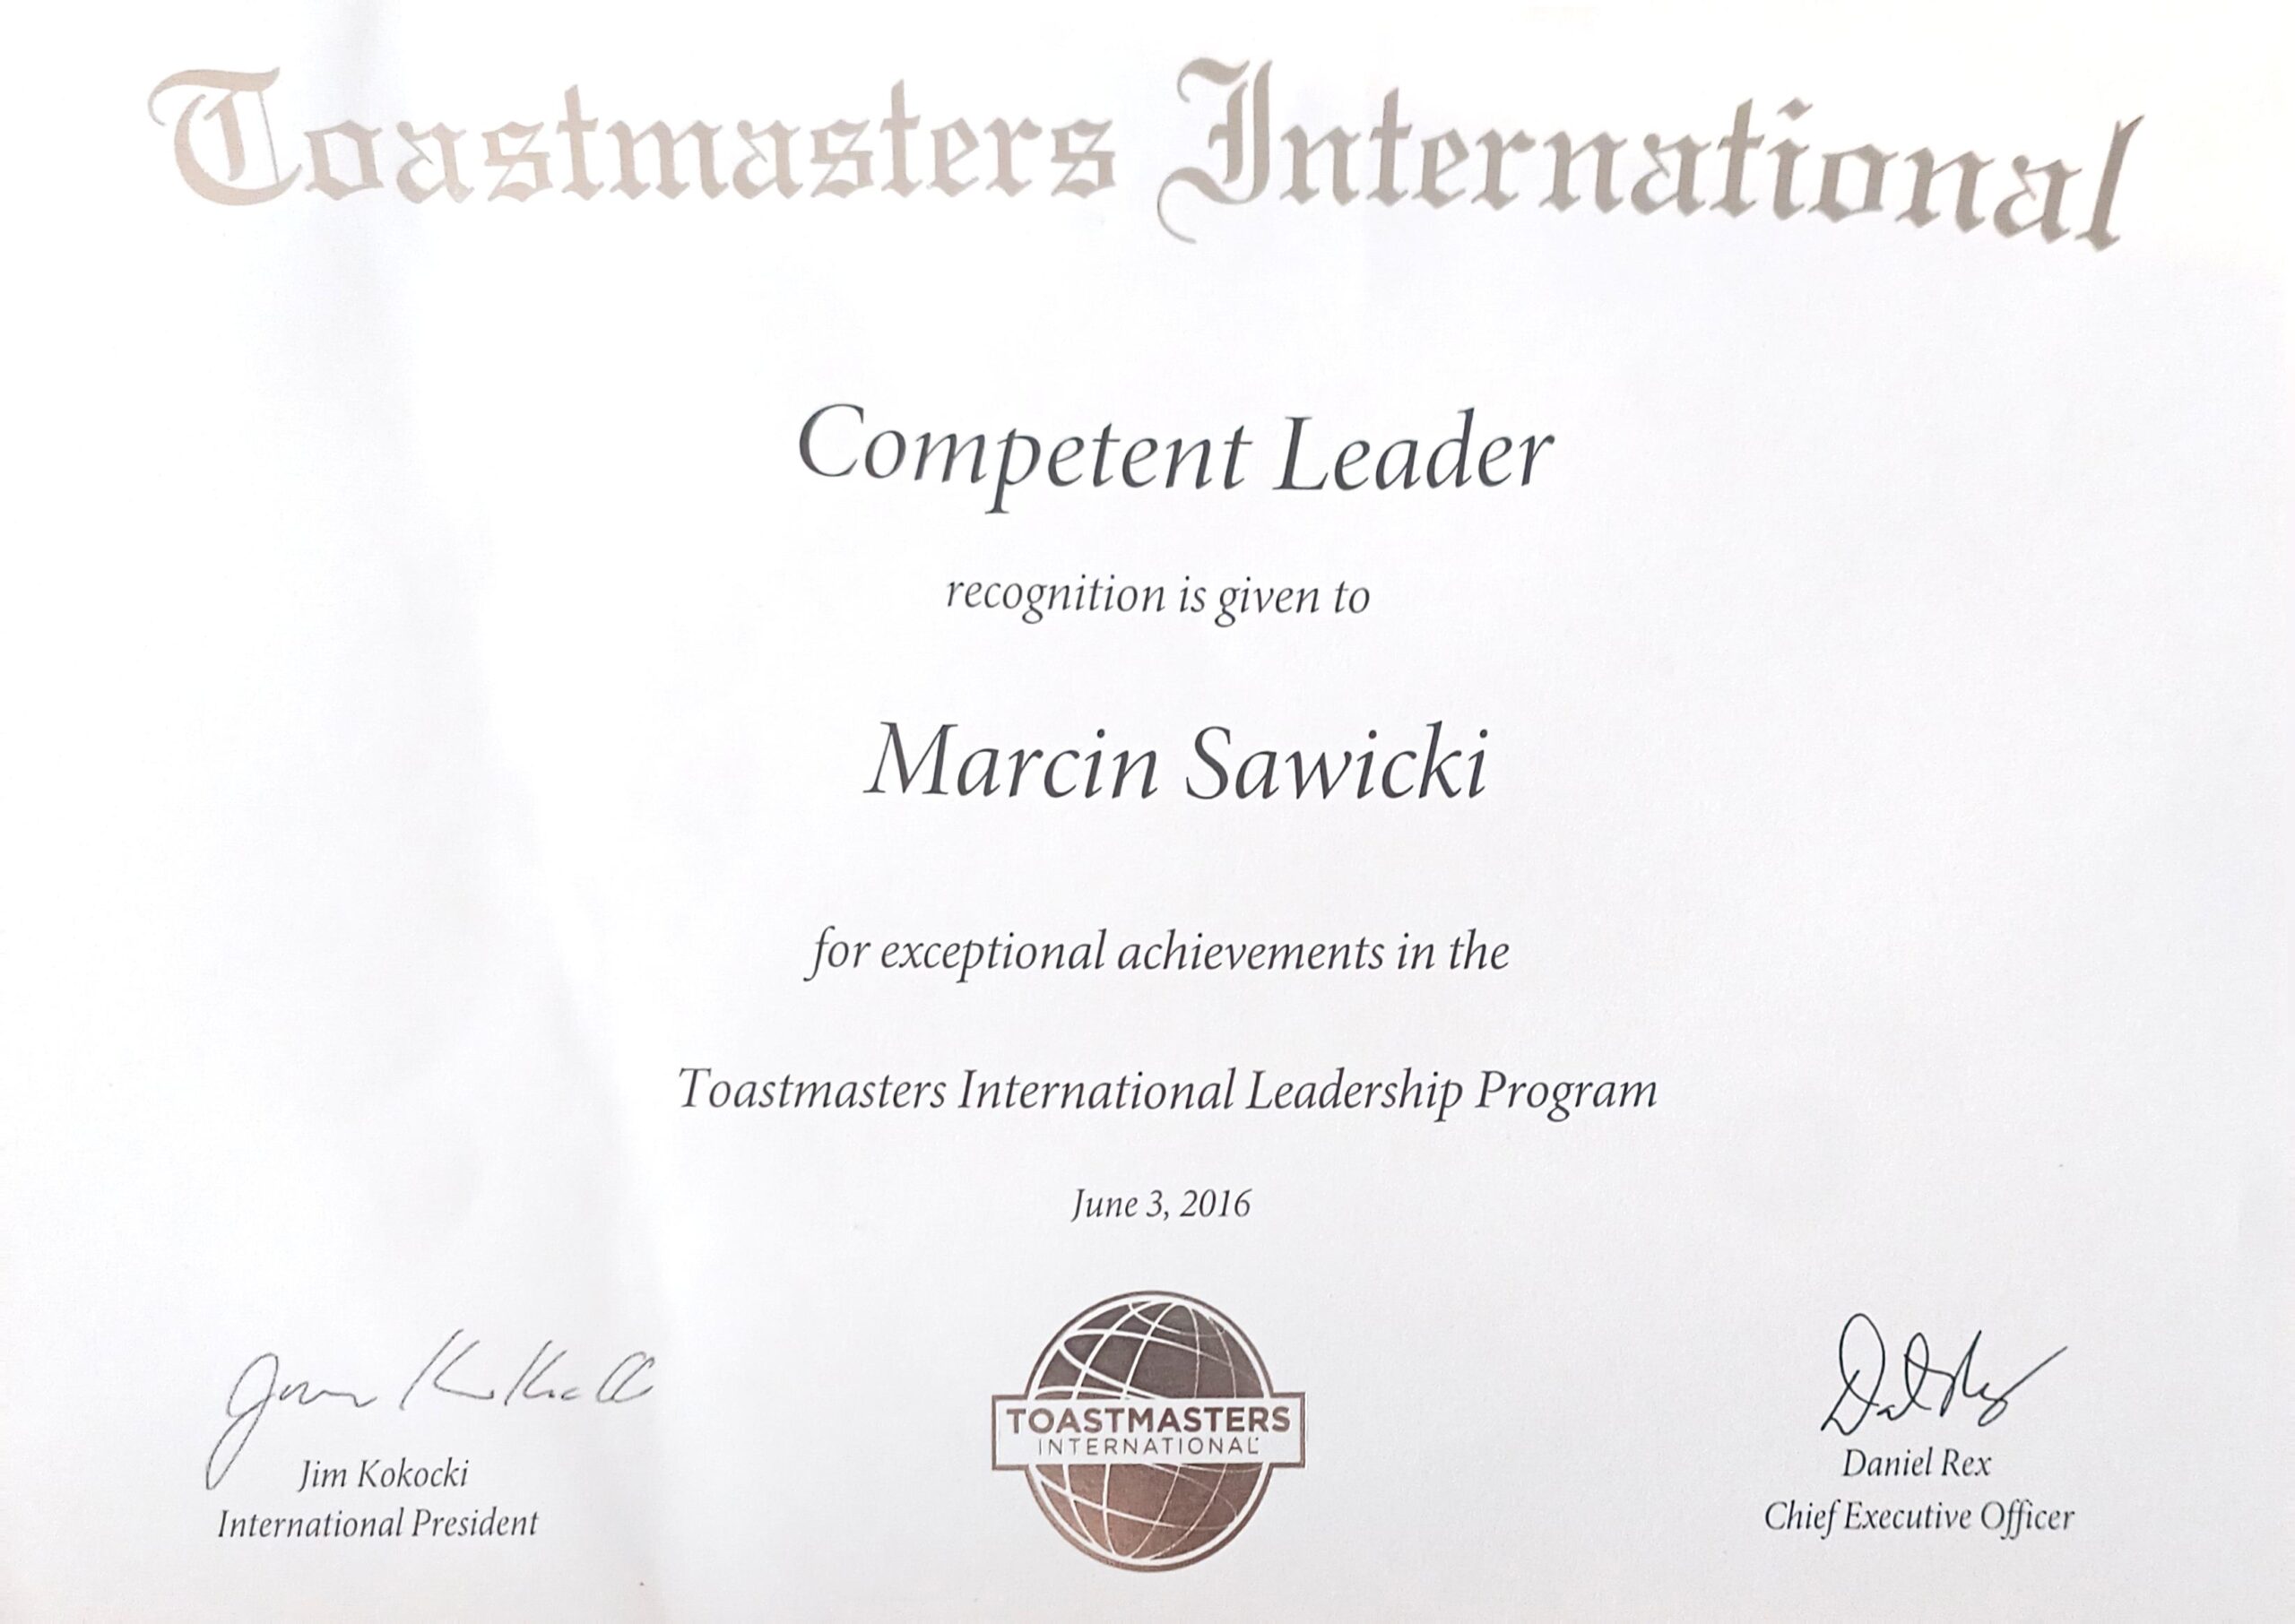 Toastmasters International
Competent Leader
recognition is given to
Marcin Sawicki
for exceptional achievements in the
Toastmasters International Leadership Program
June 3, 2016
TOASTMASTERS
INTERNATIONAL
Jim Kokocki
International President
Daniel Rex
Chief Executive Officer